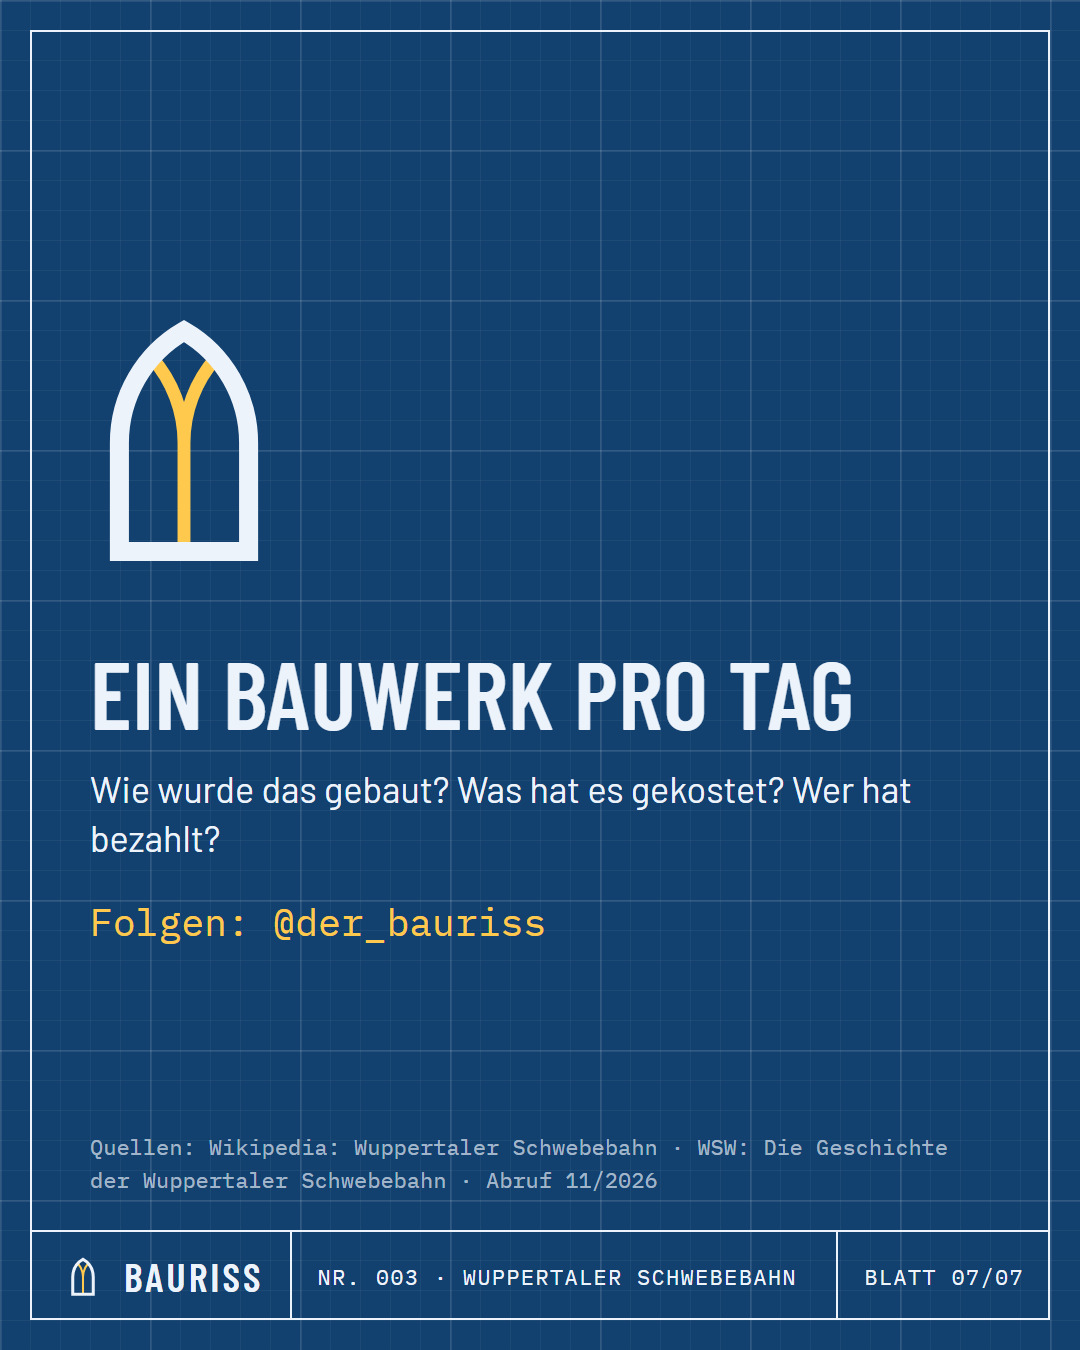 EIN BAUWERK PRO TAG
Wie wurde das gebaut? Was hat es gekostet? Wer hat
bezahlt?
Folgen: @der_bauriss
Quellen: Wikipedia: Wuppertaler Schwebebahn · WSW: Die Geschichte
der Wuppertaler Schwebebahn · Abruf 11/2026
BAURISS
NR. 003 · WUPPERTALER SCHWEBEBAHN
BLATT 07/07